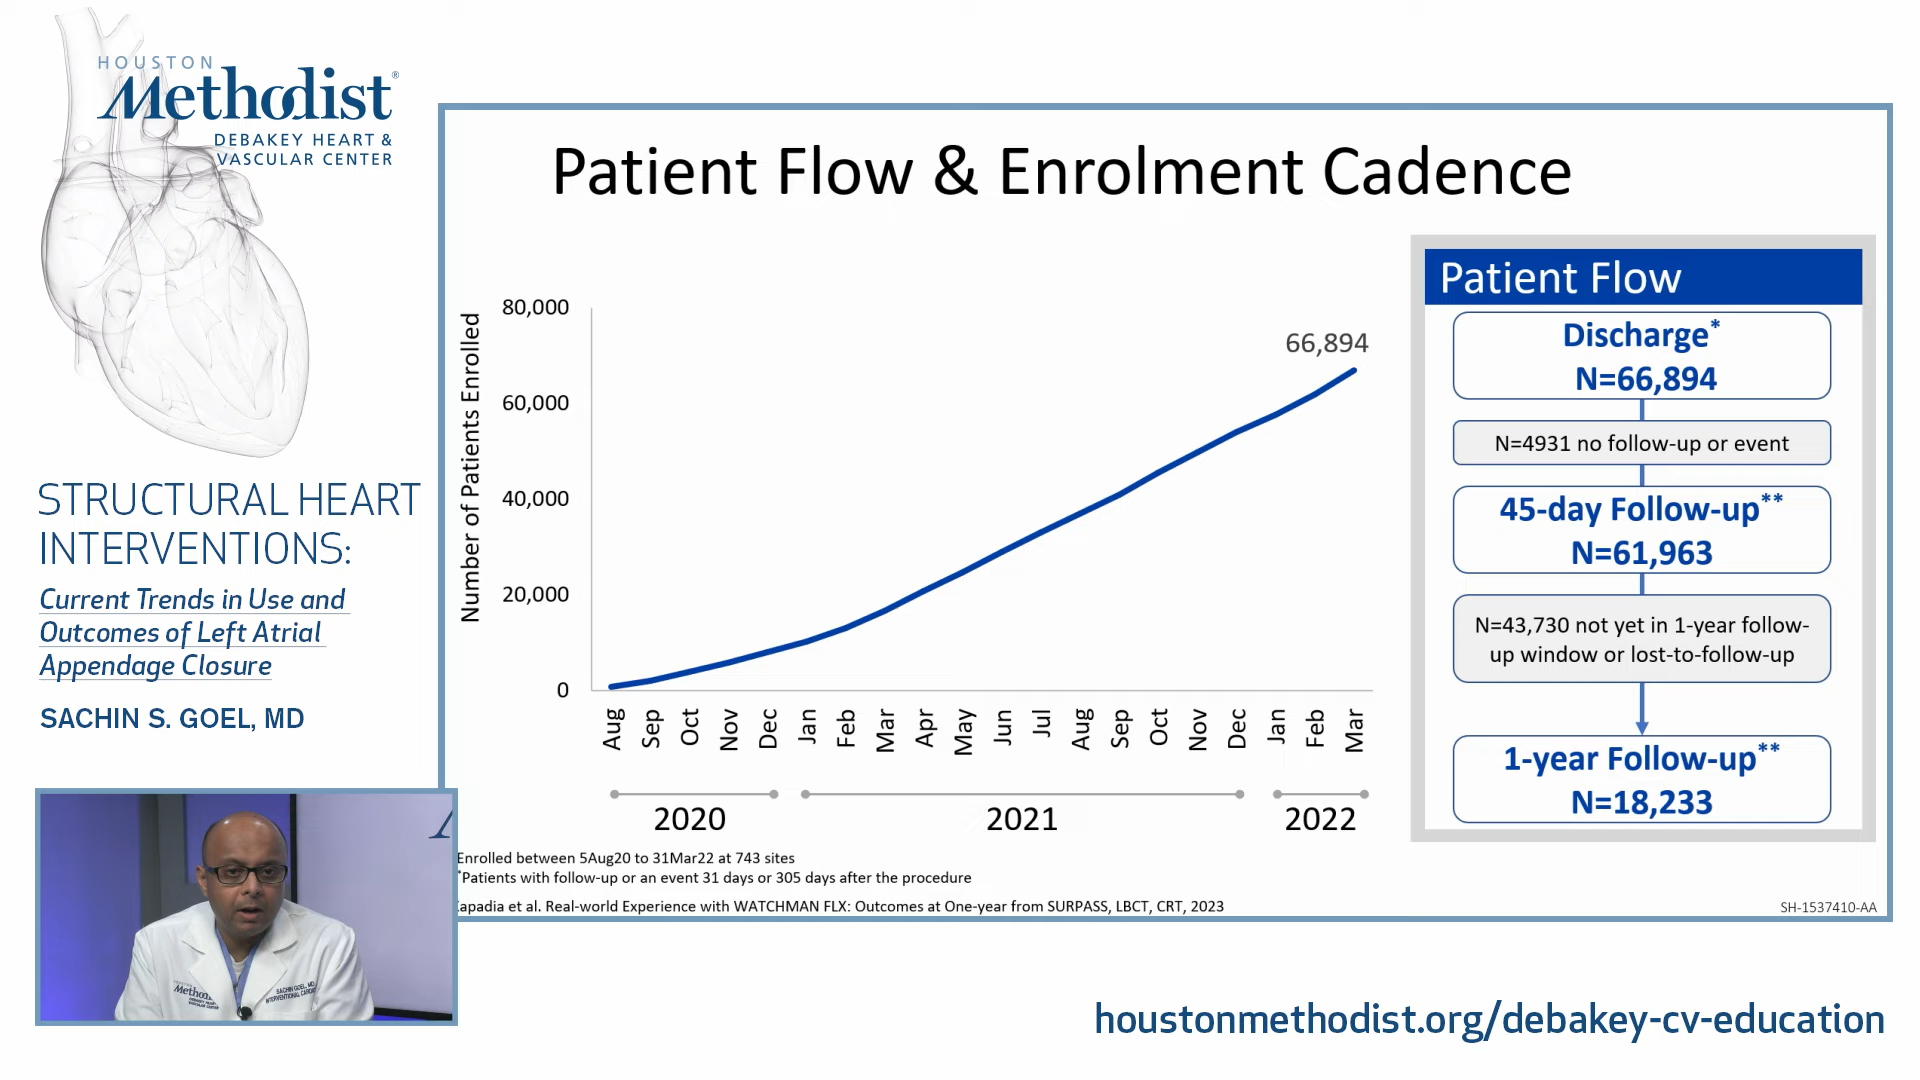 HOUSTON
Methodist®
DEBAKEY HEART &
VASCULAR CENTER
STRUCTURAL HEART
INTERVENTIONS:
Current Trends in Use and
Outcomes of Left Atrial
Appendage Closure
SACHIN S. GOEL, MD
Patient Flow & Enrolment Cadence
Number of Patients Enrolled
80,000
60,000
40,000
20,000
0
66,894
Aug
Sep
Oct
Nov
Dec
Jan
Feb
Mar
Apr
May
Jun
Jul
Aug
Sep
Oct
Nov
Dec
Jan
Feb
Mar
2020
2021
2022
Patient Flow
Discharge*
N=66,894
N=4931 no follow-up or event
45-day Follow-up**
N=61,963
N=43,730 not yet in 1-year follow-
up window or lost-to-follow-up
1-year Follow-up**
N=18,233
Enrolled between 5Aug20 to 31Mar22 at 743 sites
*Patients with follow-up or an event 31 days or 305 days after the procedure
apadia et al. Real-world Experience with WATCHMAN FLX: Outcomes at One-year from SURPASS, LBCT, CRT, 2023
SH-1537410-AA
SACHIN GOEL, MD
houstonmethodist.org/debakey-cv-education